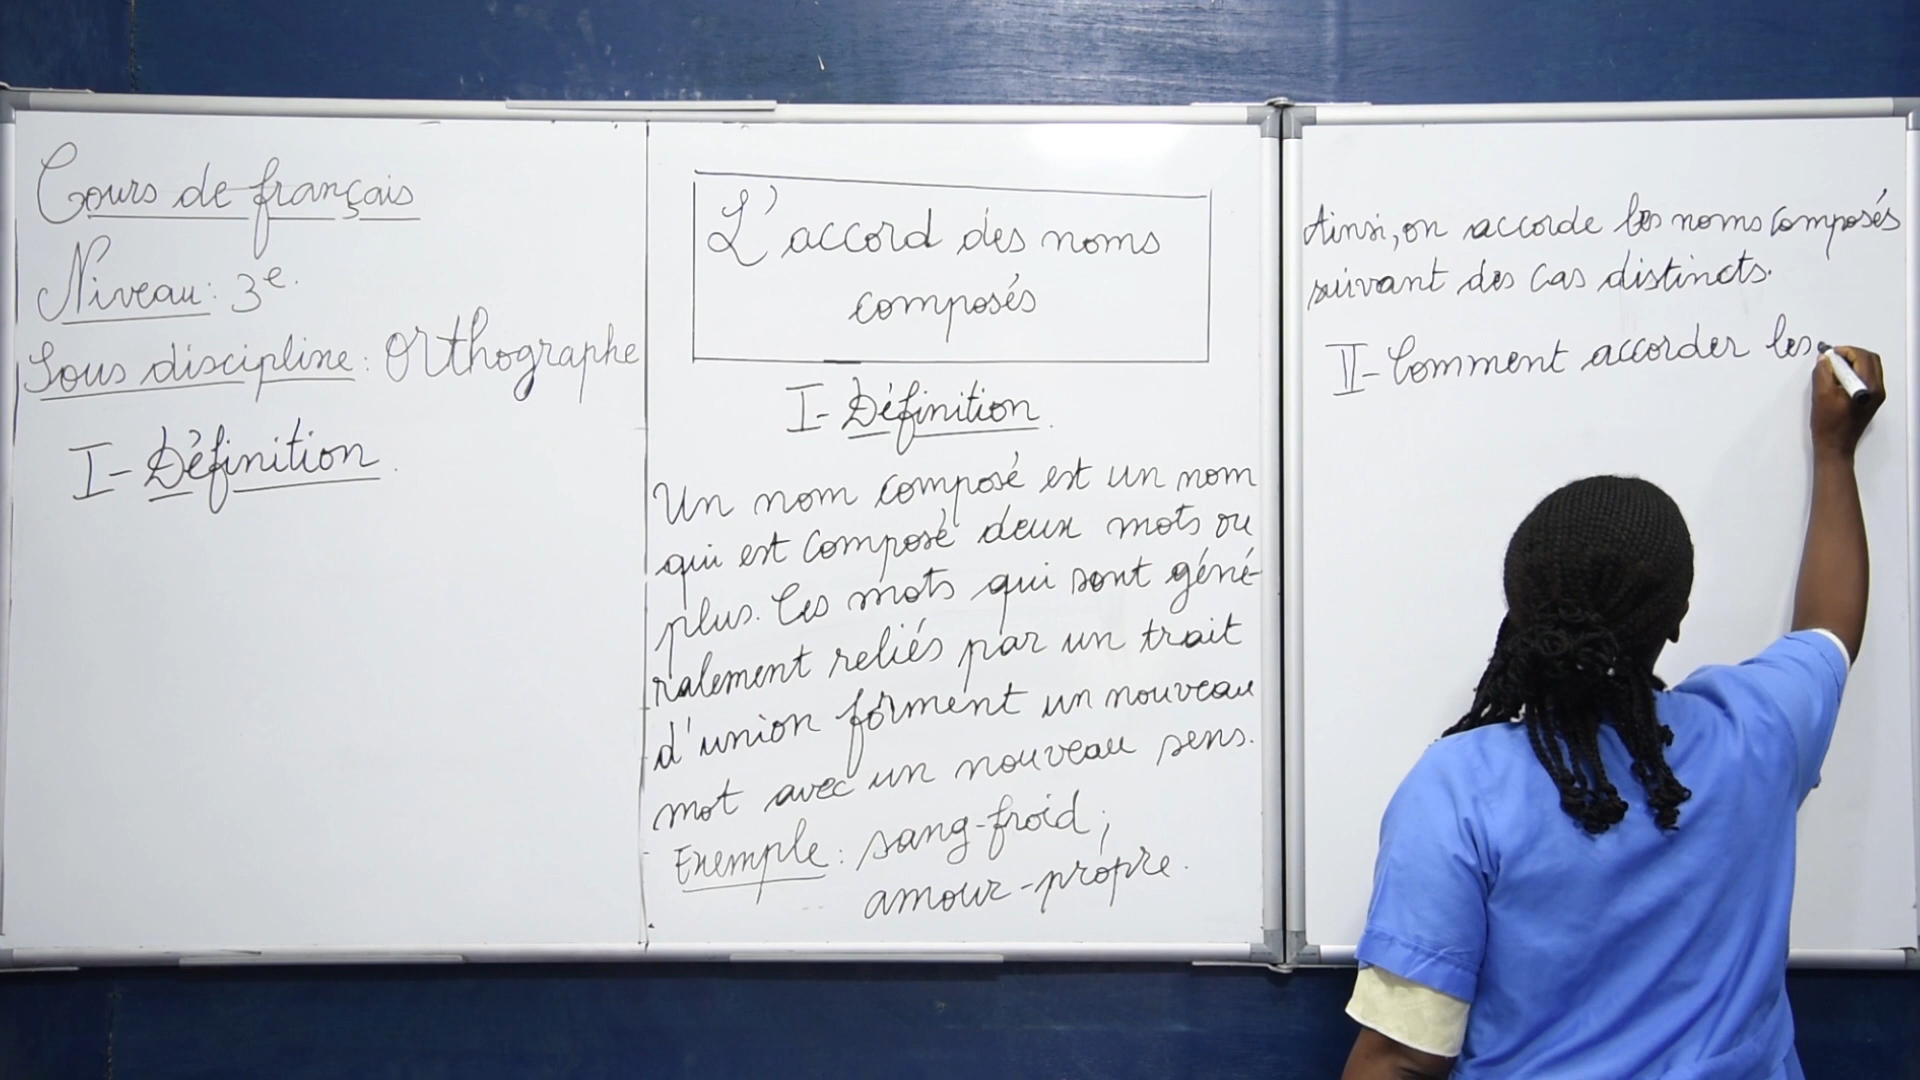 Cours de français
Niveau: 3e.
Sous discipline: Orthographe
I- Définition.
L'accord des noms
composés
I- Définition.
Un nom composé est un nom
qui est composé deux mots ou
plus. Ces mots qui sont géné-
ralement reliés par un trait
d'union forment un nouveau
mot avec un nouveau sens.
Exemple: sang-froid;
amour-propre.
Ainsi, on accorde les noms composés
suivant des cas distincts.
II- Comment accorder les